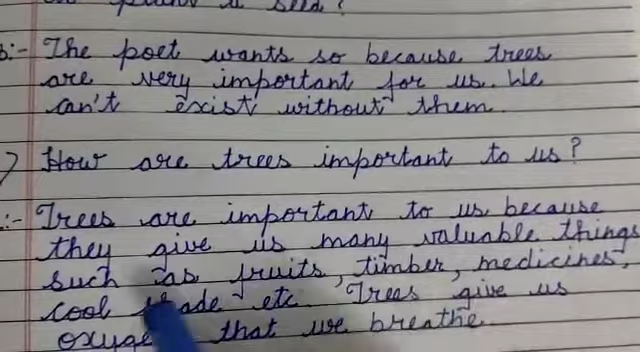 The poet wants so because trees
are very important for us. We
can't exist without them.
How are trees important to us?
:- Trees are important to us because
they give us many valuable things
such as fruits, timber, medicines,
cool shade etc. Trees give us
oxygen that we breathe.